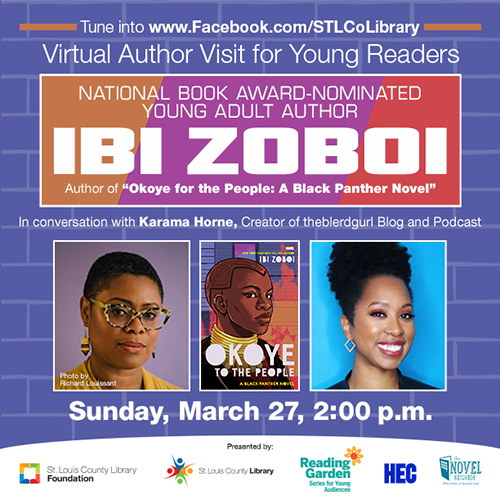 Tune into www.Facebook.com/STLCoLibrary
Virtual Author Visit for Young Readers
NATIONAL BOOK AWARD-NOMINATED
YOUNG ADULT AUTHOR
IBI ZOBOI
Author of “Okoye for the People: A Black Panther Novel”
In conversation with Karama Horne, Creator of theblerdgurl Blog and Podcast
Photo by
Richard Louissant
IBI ZOBOI
OKOYE
TO THE PEOPLE
A BLACK PANTHER NOVEL
Sunday, March 27, 2:00 p.m.
Presented by:
St. Louis County Library
Foundation
St. Louis County Library
Reading
Garden
Series for Young
Audiences
HEC
The
NOVEL
NEIGHBOR